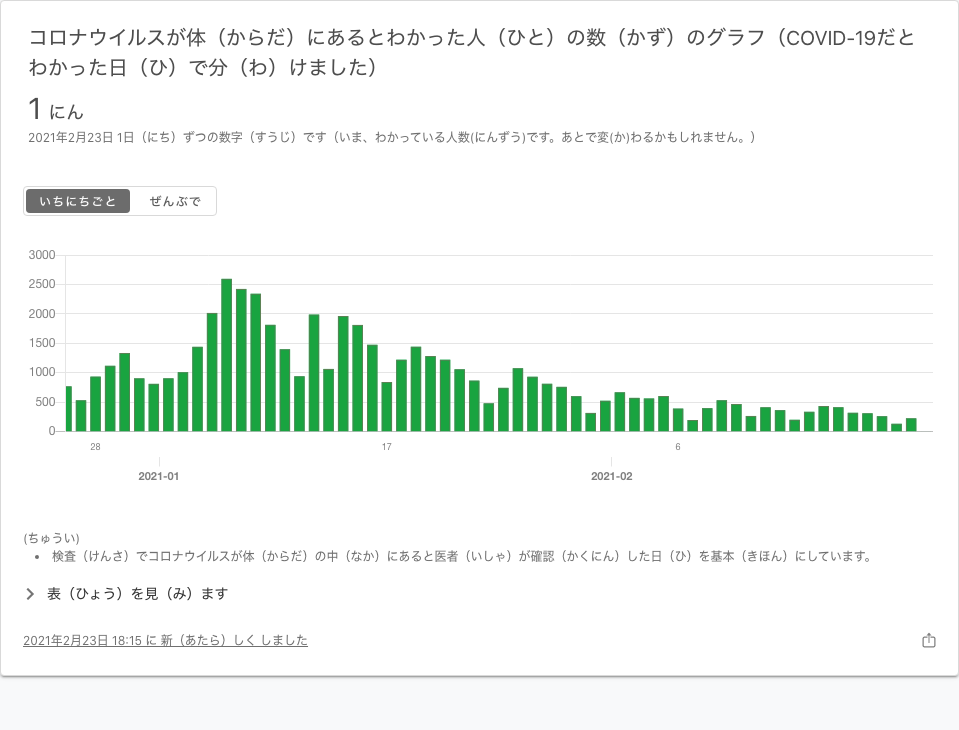 コロナウイルスが体（からだ）にあるとわかった人（ひと）の数（かず）のグラフ（COVID-19だと
わかった日（ひ）で分（わ）けました）
1 にん
2021年2月23日 1日（にち）ずつの数字（すうじ）です（いま、わかっている人数(にんずう)です。あとで変(か)わるかもしれません。）
いちにちごと ぜんぶで
3000
2500
2000
1500
1000
500
0
28 17 6
2021-01 2021-02
(ちゅうい)
• 検査（けんさ）でコロナウイルスが体（からだ）の中（なか）にあると医者（いしゃ）が確認（かくにん）した日（ひ）を基本（きほん）にしています。
表（ひょう）を見（み）ます
2021年2月23日 18:15 に 新（あたら）しく しました